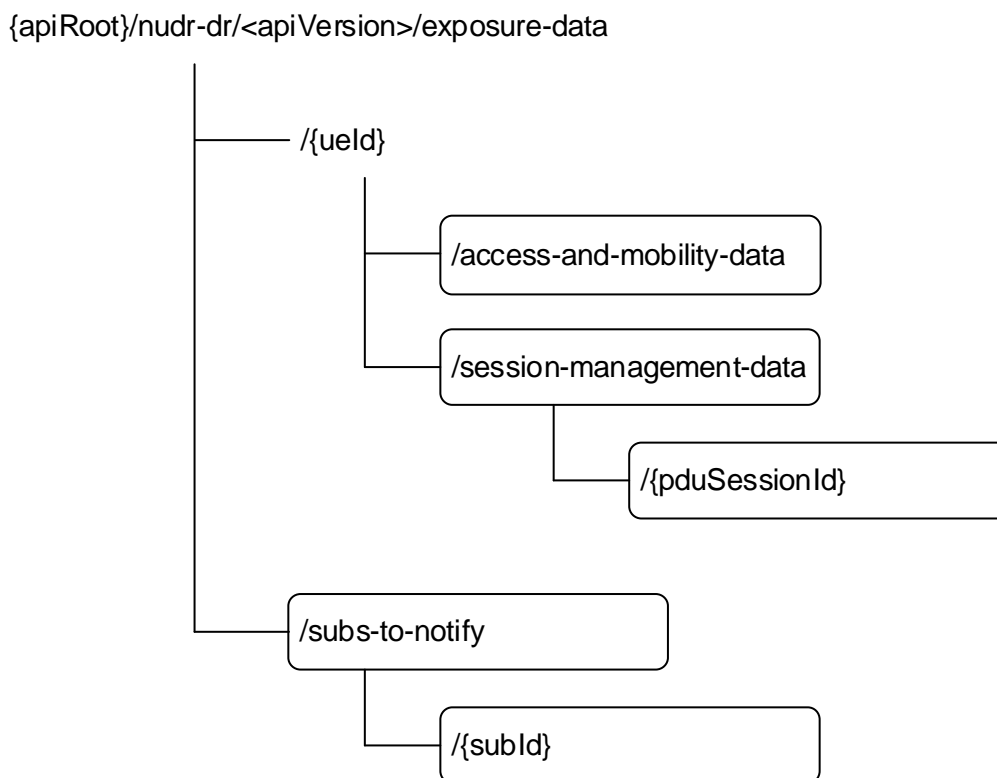 {apiRoot}/nudr-dr/<apiVersion>/exposure-data
/{ueId}
/access-and-mobility-data
/session-management-data
/{pduSessionId}
/subs-to-notify
/{subId}